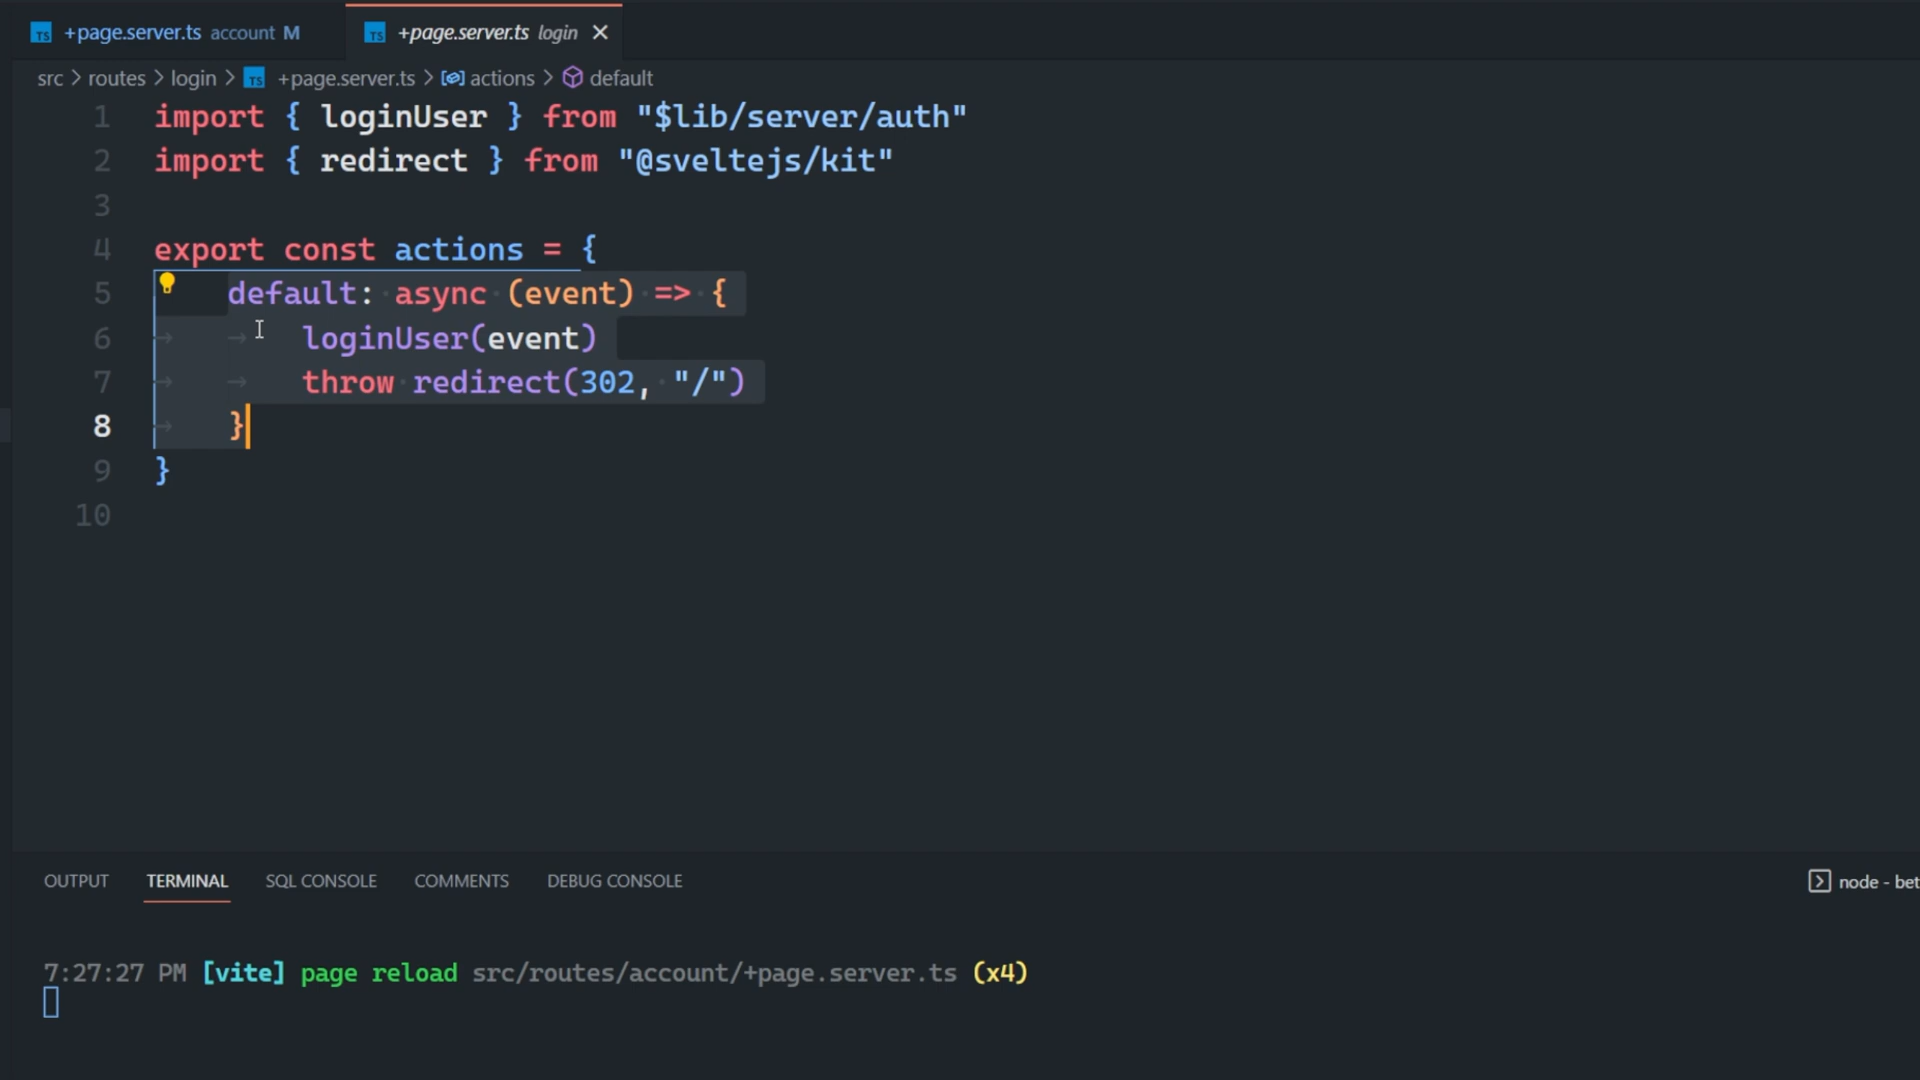 TS +page.server.ts account M TS +page.server.ts login ×
src > routes > login > TS +page.server.ts > actions > default
1 import { loginUser } from "$lib/server/auth"
2 import { redirect } from "@sveltejs/kit"
3
4 export const actions = {
5 default: async (event) => {
6 loginUser(event)
7 throw redirect(302, "/")
8 }
9 }
10
OUTPUT TERMINAL SQL CONSOLE COMMENTS DEBUG CONSOLE node - bet
7:27:27 PM [vite] page reload src/routes/account/+page.server.ts (x4)